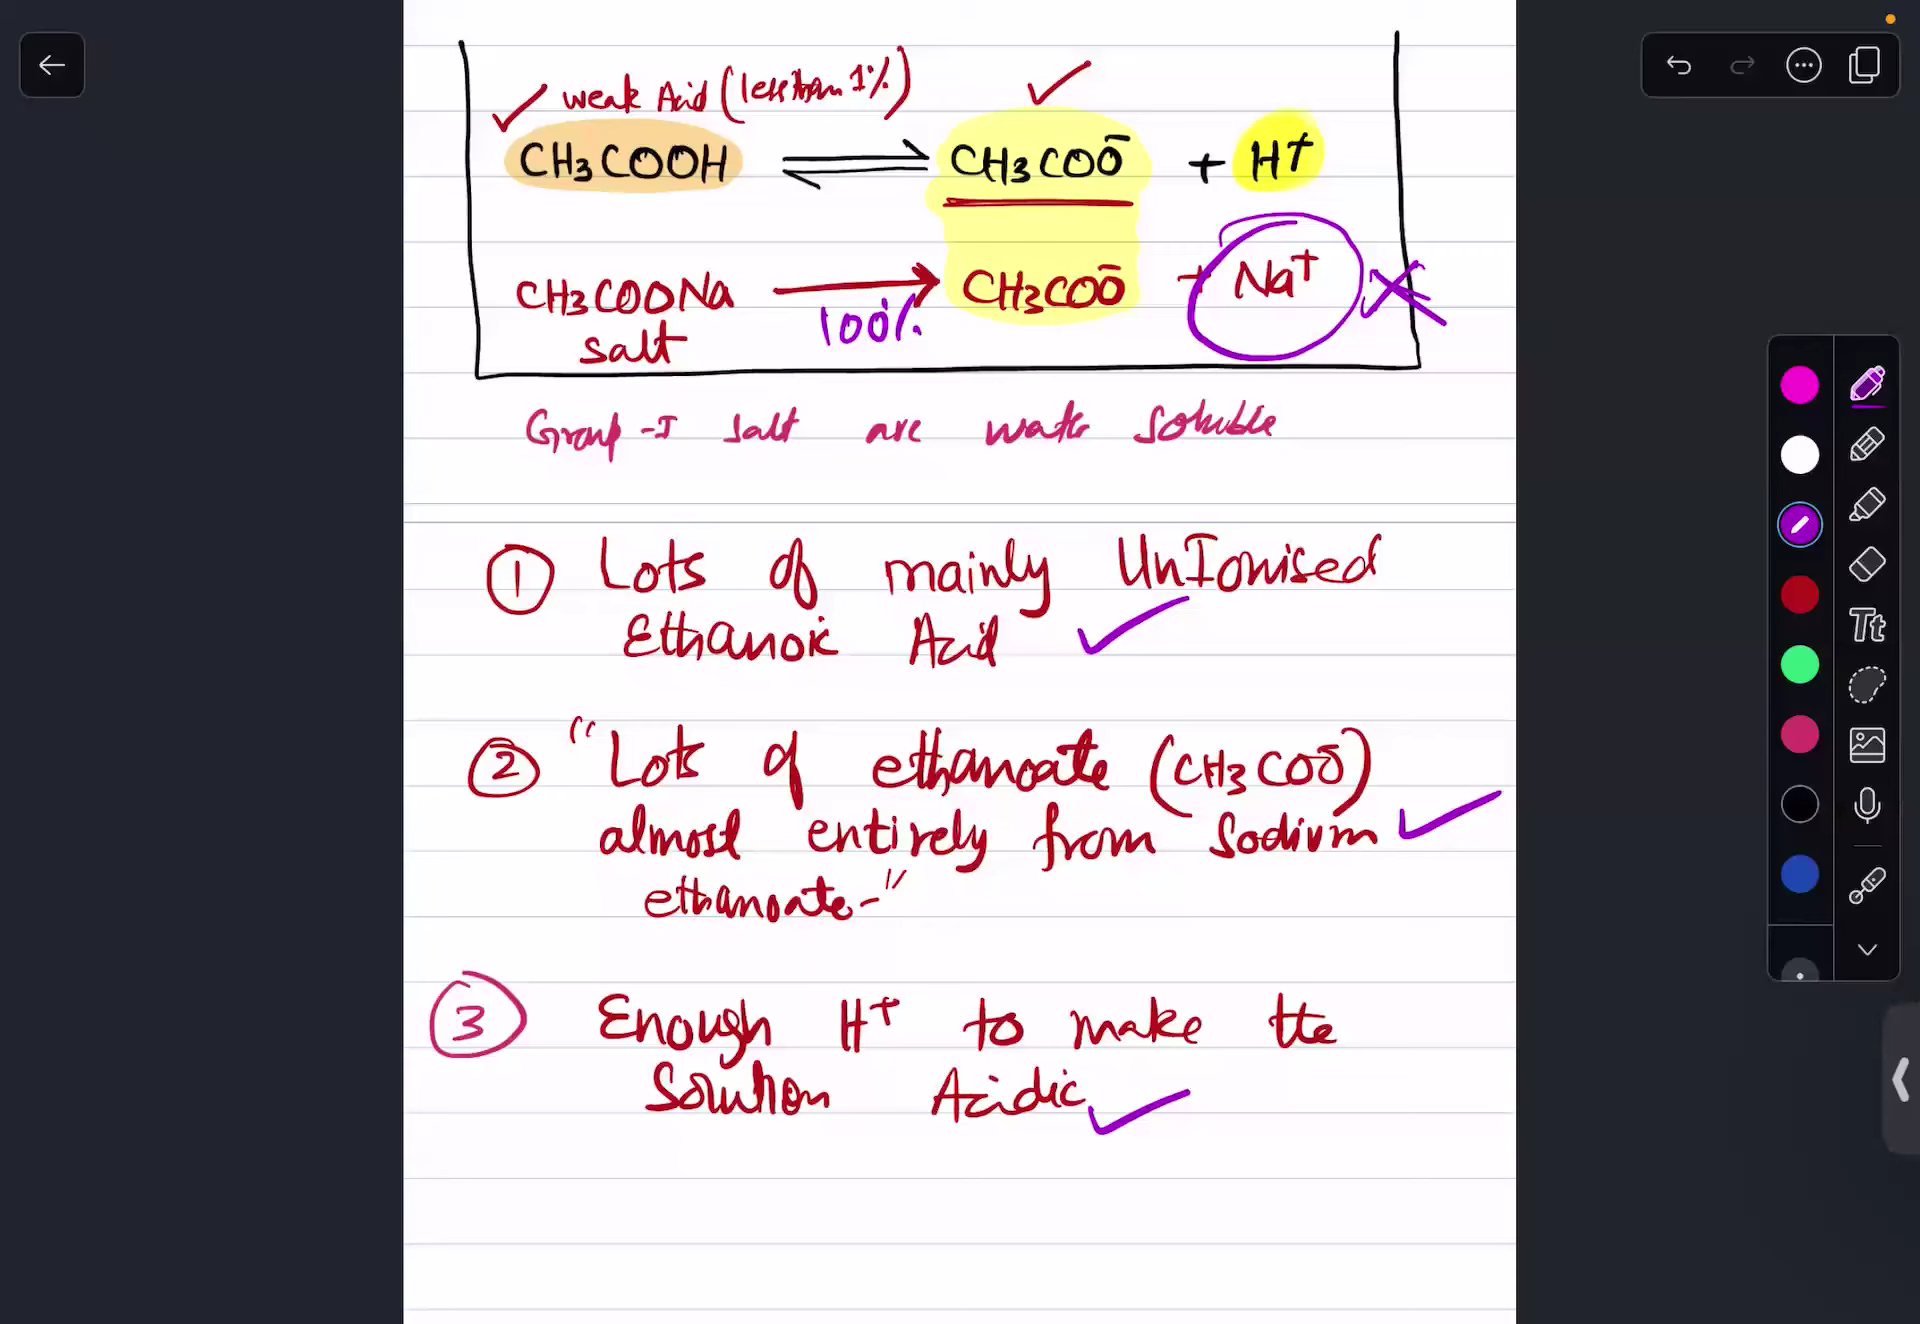 weak Acid (less than 1%)
CH₃COOH ⇌ CH₃COO⁻ + H⁺
CH₃COONa → CH₃COO⁻ + Na⁺
100%
salt
Group-I salt are water soluble
① Lots of mainly UnIonised
Ethanoic Acid
② "Lots of ethanoate (CH₃COO⁻)
almost entirely from Sodium
ethanoate-"
③ Enough H⁺ to make the
Solution Acidic
Tt